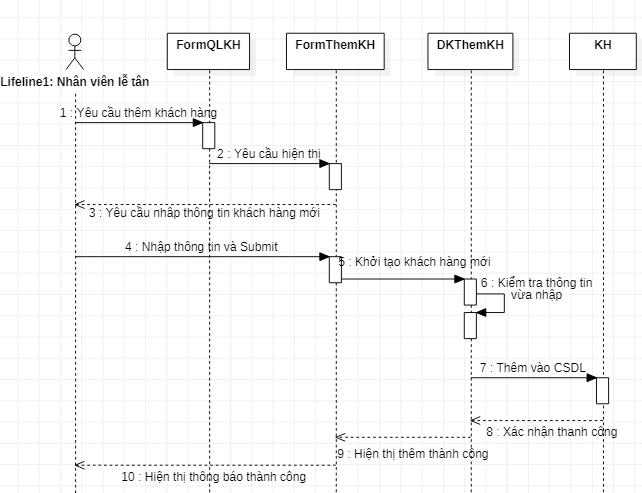 FormQLKH
FormThemKH
DKThemKH
KH
Lifeline1: Nhân viên lễ tân
1 : Yêu cầu thêm khách hàng
2 : Yêu cầu hiện thị
3 : Yêu cầu nhâp thông tin khách hàng mới
4 : Nhập thông tin và Submit
5 : Khởi tạo khách hàng mới
6 : Kiểm tra thông tin
vừa nhập
7 : Thêm vào CSDL
8 : Xác nhận thanh công
9 : Hiện thị thêm thành công
10 : Hiện thị thông báo thành công